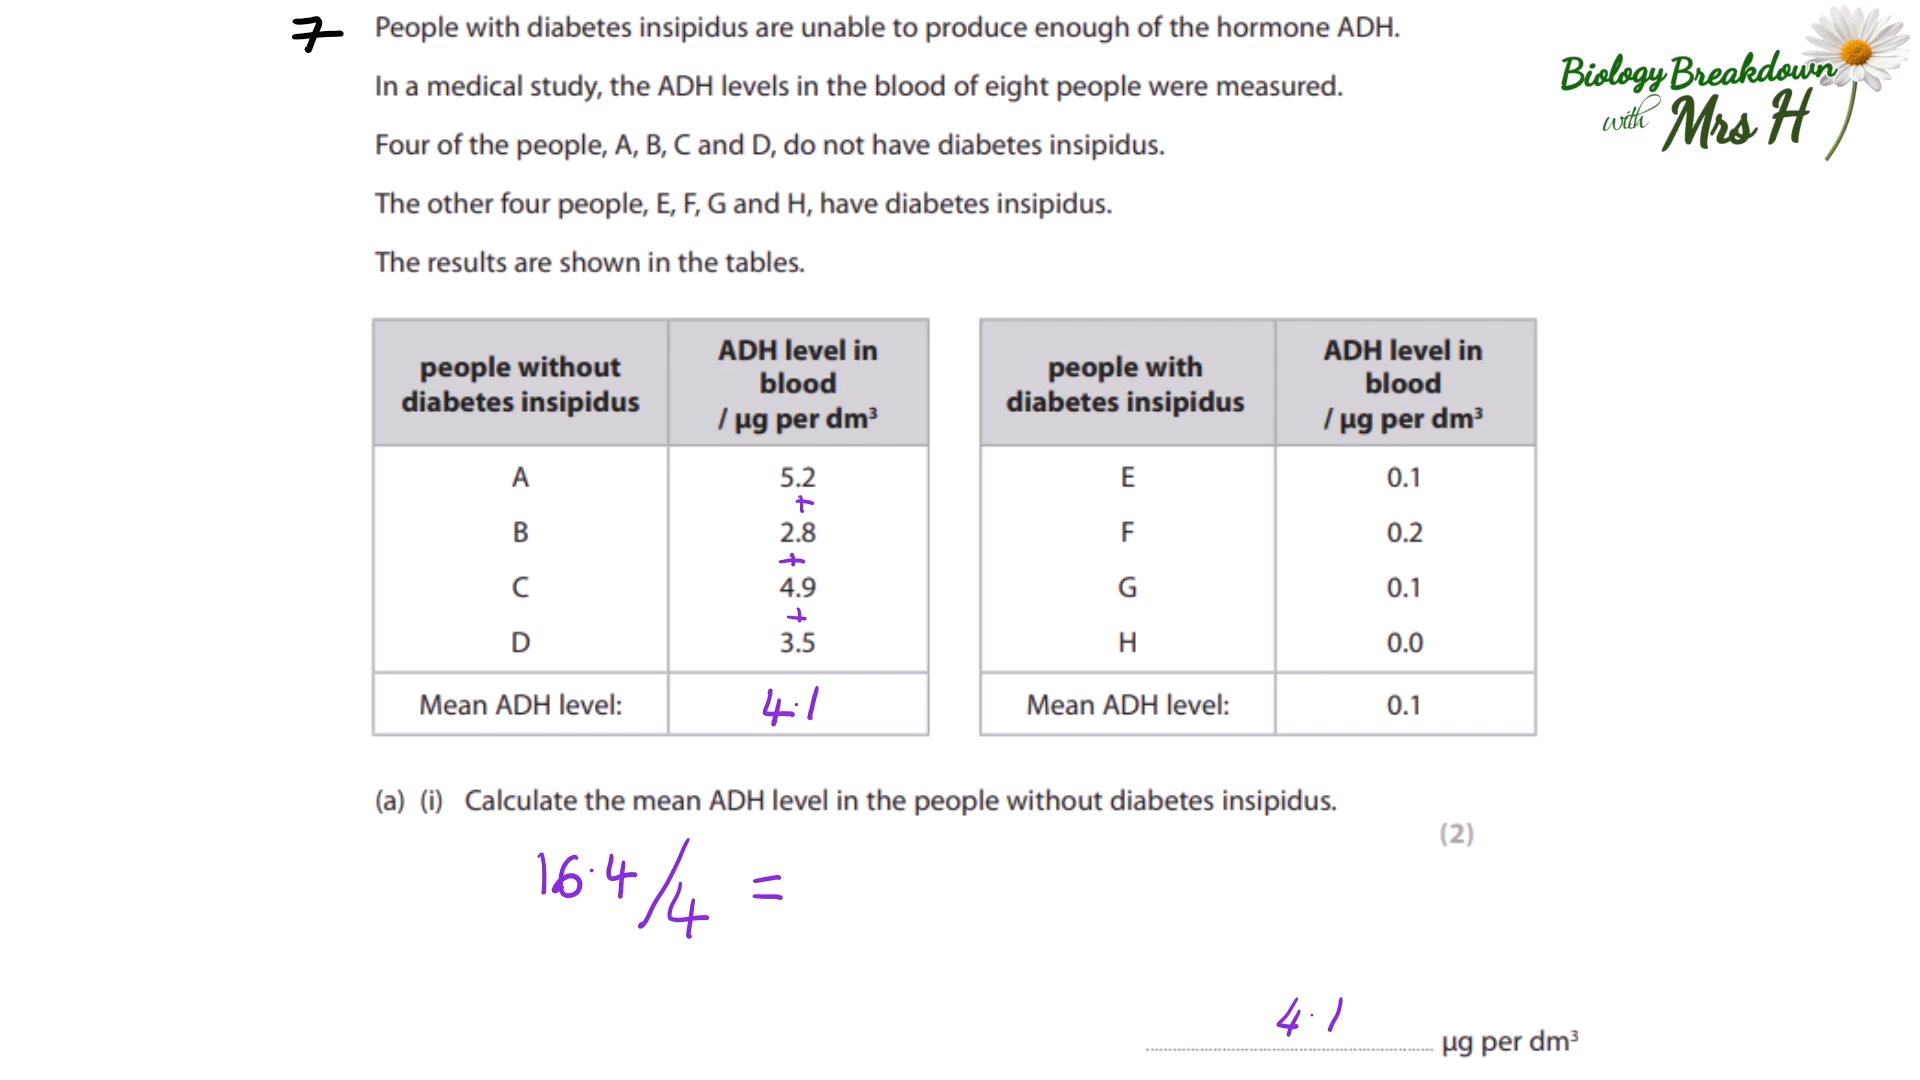 7 People with diabetes insipidus are unable to produce enough of the hormone ADH.
Biology Breakdown
with Mrs H
In a medical study, the ADH levels in the blood of eight people were measured.
Four of the people, A, B, C and D, do not have diabetes insipidus.
The other four people, E, F, G and H, have diabetes insipidus.
The results are shown in the tables.
people without diabetes insipidus | ADH level in blood / µg per dm³
A 5.2
+
B 2.8
+
C 4.9
+
D 3.5
Mean ADH level: 4.1
people with diabetes insipidus | ADH level in blood / µg per dm³
E 0.1
F 0.2
G 0.1
H 0.0
Mean ADH level: 0.1
(a) (i) Calculate the mean ADH level in the people without diabetes insipidus.
(2)
16.4/4 =
4.1 µg per dm³